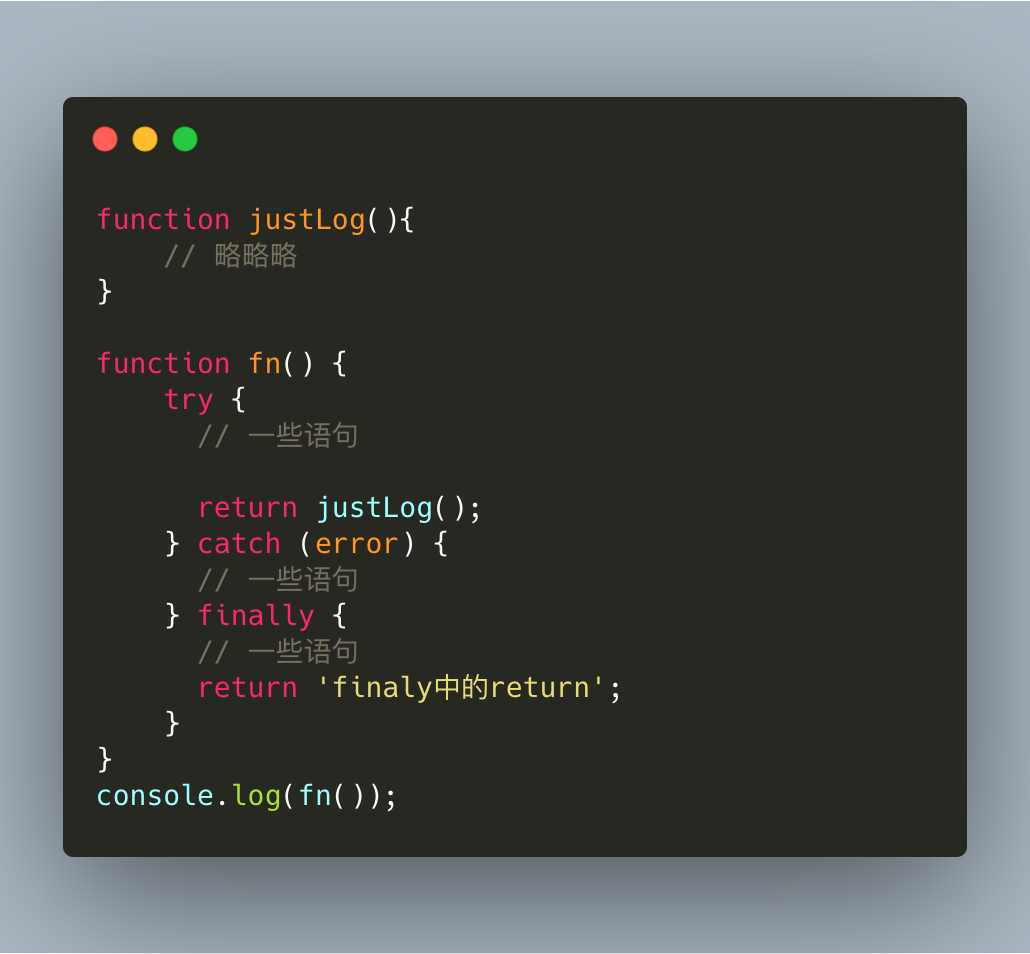 function justLog(){
    // 略略略
}

function fn() {
    try {
      // 一些语句

      return justLog();
    } catch (error) {
      // 一些语句
    } finally {
      // 一些语句
      return 'finaly中的return';
    }
}
console.log(fn());